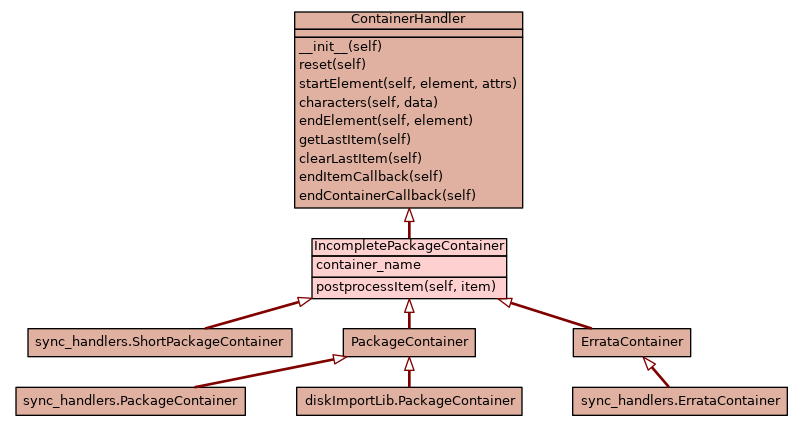 ContainerHandler
__init__(self)
reset(self)
startElement(self, element, attrs)
characters(self, data)
endElement(self, element)
getLastItem(self)
clearLastItem(self)
endItemCallback(self)
endContainerCallback(self)
IncompletePackageContainer
container_name
postprocessItem(self, item)
sync_handlers.ShortPackageContainer
PackageContainer
ErrataContainer
sync_handlers.PackageContainer
diskImportLib.PackageContainer
sync_handlers.ErrataContainer